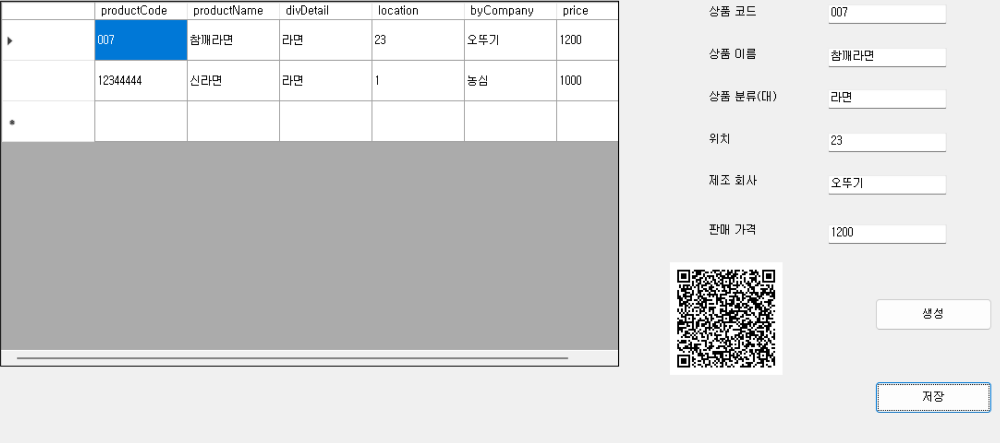 productCode productName divDetail location byCompany price
007 참깨라면 라면 23 오뚜기 1200
12344444 신라면 라면 1 농심 1000
상품 코드 007
상품 이름 참깨라면
상품 분류(대) 라면
위치 23
제조 회사 오뚜기
판매 가격 1200
생성
저장